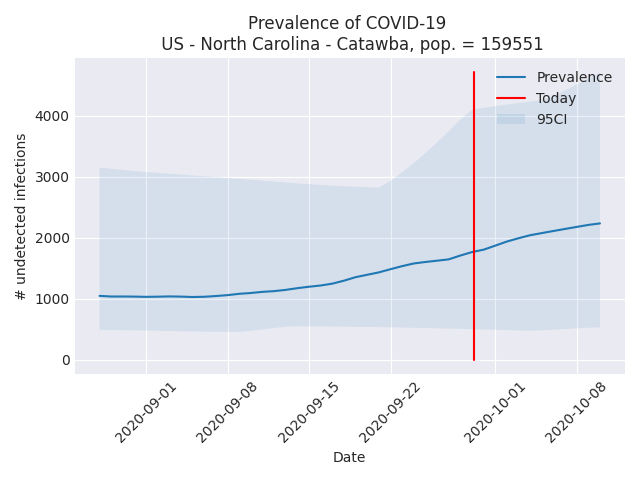 Prevalence of COVID-19
US - North Carolina - Catawba, pop. = 159551
Prevalence
Today
95CI
4000
3000
2000
1000
0
# undetected infections
2020-09-01
2020-09-08
2020-09-15
2020-09-22
2020-10-01
2020-10-08
Date